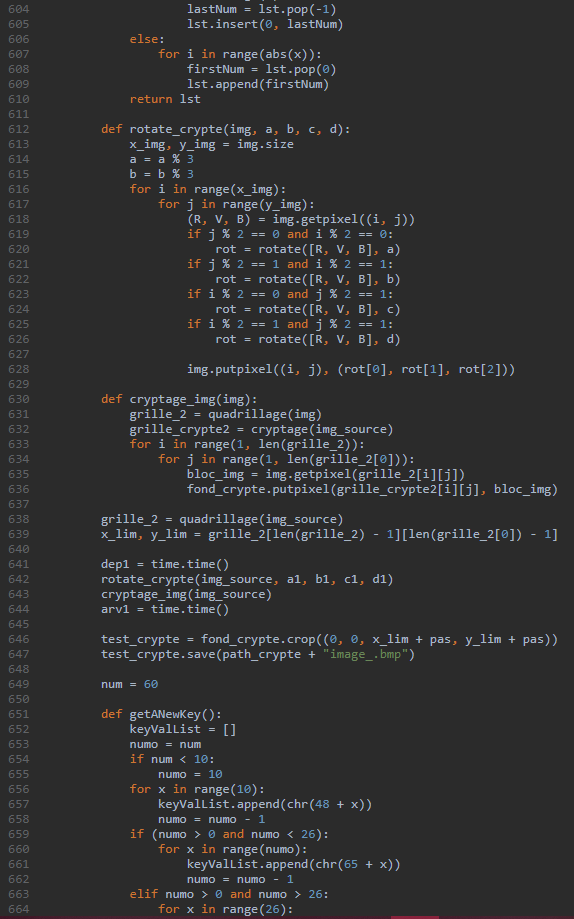 604 lastNum = lst.pop(-1)
605 lst.insert(0, lastNum)
606 else:
607 for i in range(abs(x)):
608 firstNum = lst.pop(0)
609 lst.append(firstNum)
610 return lst
611
612 def rotate_crypte(img, a, b, c, d):
613 x_img, y_img = img.size
614 a = a % 3
615 b = b % 3
616 for i in range(x_img):
617 for j in range(y_img):
618 (R, V, B) = img.getpixel((i, j))
619 if j % 2 == 0 and i % 2 == 0:
620 rot = rotate([R, V, B], a)
621 if j % 2 == 1 and i % 2 == 1:
622 rot = rotate([R, V, B], b)
623 if i % 2 == 0 and j % 2 == 1:
624 rot = rotate([R, V, B], c)
625 if i % 2 == 1 and j % 2 == 1:
626 rot = rotate([R, V, B], d)
627
628 img.putpixel((i, j), (rot[0], rot[1], rot[2]))
629
630 def cryptage_img(img):
631 grille_2 = quadrillage(img)
632 grille_crypte2 = cryptage(img_source)
633 for i in range(1, len(grille_2)):
634 for j in range(1, len(grille_2[0])):
635 bloc_img = img.getpixel(grille_2[i][j])
636 fond_crypte.putpixel(grille_crypte2[i][j], bloc_img)
637
638 grille_2 = quadrillage(img_source)
639 x_lim, y_lim = grille_2[len(grille_2) - 1][len(grille_2[0]) - 1]
640
641 dep1 = time.time()
642 rotate_crypte(img_source, a1, b1, c1, d1)
643 cryptage_img(img_source)
644 arv1 = time.time()
645
646 test_crypte = fond_crypte.crop((0, 0, x_lim + pas, y_lim + pas))
647 test_crypte.save(path_crypte + "image_.bmp")
648
649 num = 60
650
651 def getANewKey():
652 keyValList = []
653 numo = num
654 if num < 10:
655 numo = 10
656 for x in range(10):
657 keyValList.append(chr(48 + x))
658 numo = numo - 1
659 if (numo > 0 and numo < 26):
660 for x in range(numo):
661 keyValList.append(chr(65 + x))
662 numo = numo - 1
663 elif numo > 0 and numo > 26:
664 for x in range(26):